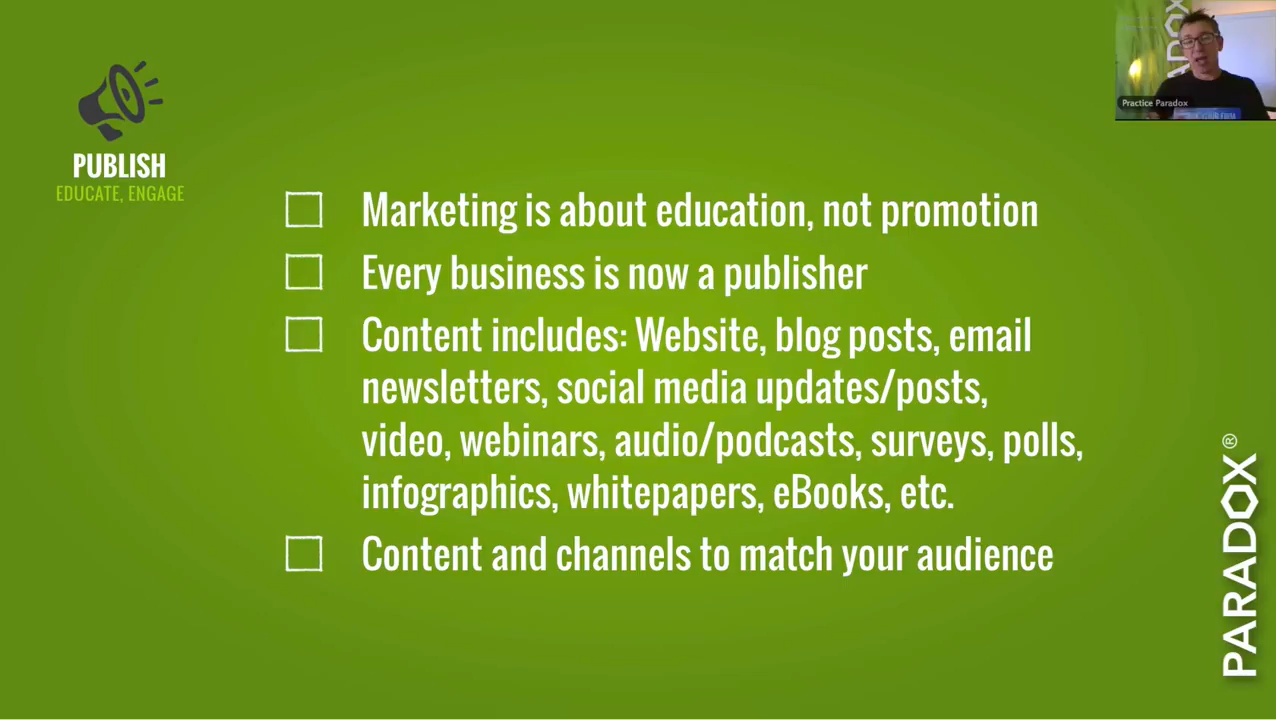 PUBLISH
EDUCATE, ENGAGE
Marketing is about education, not promotion
Every business is now a publisher
Content includes: Website, blog posts, email
newsletters, social media updates/posts,
video, webinars, audio/podcasts, surveys, polls,
infographics, whitepapers, eBooks, etc.
Content and channels to match your audience
Practice Paradox
PARADOX®